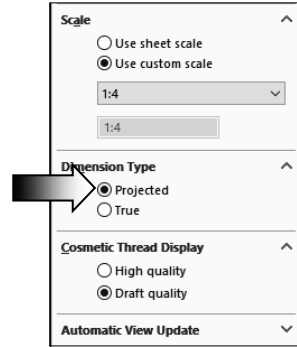 Scale
Use sheet scale
Use custom scale
1:4
1:4
Dimension Type
Projected
True
Cosmetic Thread Display
High quality
Draft quality
Automatic View Update